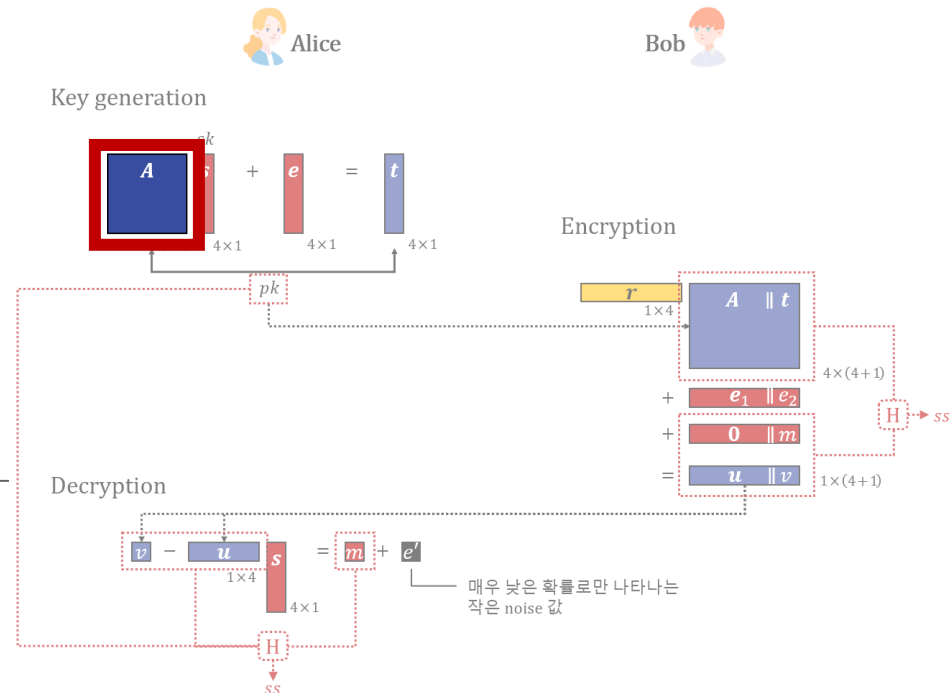 Alice
Bob
Key generation
sk
A s + e = t
4×1 4×1 4×1
pk
Encryption
r
1×4
A ∥ t
4×(4+1)
+ e₁ ∥ e₂
+ 0 ∥ m
= u ∥ v
1×(4+1)
H
ss
Decryption
v − u s = m + e′
1×4
4×1
매우 낮은 확률로만 나타나는
작은 noise 값
H
ss